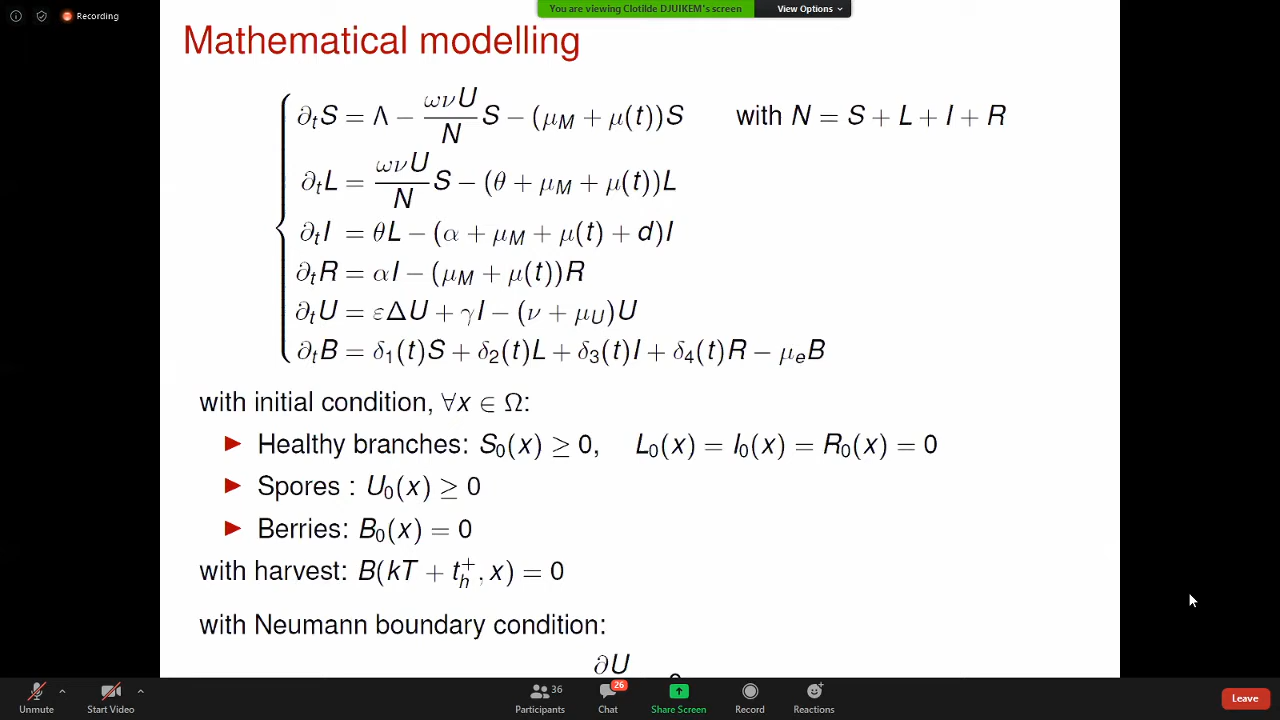 Recording
You are viewing Clotilde DJUIKEM's screen
View Options
Mathematical modelling
∂ₜS = Λ − ωνU/N S − (μ_M + μ(t))S with N = S + L + I + R
∂ₜL = ωνU/N S − (θ + μ_M + μ(t))L
∂ₜI = θL − (α + μ_M + μ(t) + d)I
∂ₜR = αI − (μ_M + μ(t))R
∂ₜU = εΔU + γI − (ν + μ_U)U
∂ₜB = δ₁(t)S + δ₂(t)L + δ₃(t)I + δ₄(t)R − μₑB
with initial condition, ∀x ∈ Ω:
Healthy branches: S₀(x) ≥ 0, L₀(x) = I₀(x) = R₀(x) = 0
Spores : U₀(x) ≥ 0
Berries: B₀(x) = 0
with harvest: B(kT + t_h^+, x) = 0
with Neumann boundary condition:
∂U
Unmute
Start Video
36
Participants
26
Chat
Share Screen
Record
Reactions
Leave